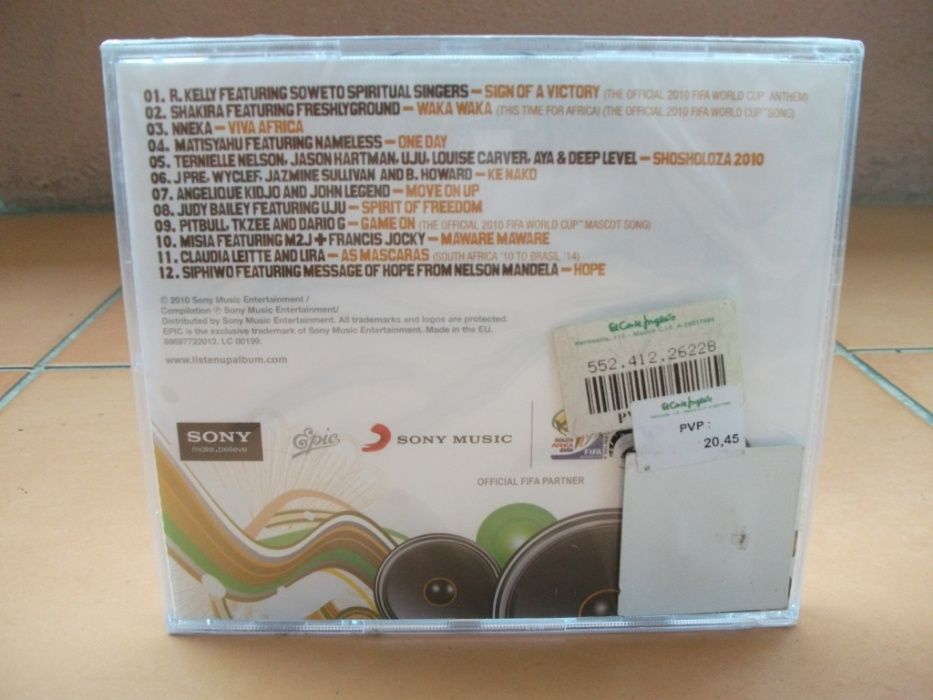 01. R. KELLY FEATURING SOWETO SPIRITUAL SINGERS – SIGN OF A VICTORY (THE OFFICIAL 2010 FIFA WORLD CUP ANTHEM)
02. SHAKIRA FEATURING FRESHLYGROUND – WAKA WAKA (THIS TIME FOR AFRICA) (THE OFFICIAL 2010 FIFA WORLD CUP™ SONG)
03. NNEKA – VIVA AFRICA
04. MATISYAHU FEATURING NAMELESS – ONE DAY
05. TERNIELLE NELSON, JASON HARTMAN, UJU, LOUISE CARVER, AYA & DEEP LEVEL – SHOSHOLOZA 2010
06. J PRE, WYCLEF, JAZMINE SULLIVAN AND B. HOWARD – KE NAKO
07. ANGELIQUE KIDJO AND JOHN LEGEND – MOVE ON UP
08. JUDY BAILEY FEATURING UJU – SPIRIT OF FREEDOM
09. PITBULL, TKZEE AND DARIO G – GAME ON (THE OFFICIAL 2010 FIFA WORLD CUP™ MASCOT SONG)
10. MISIA FEATURING M2J + FRANCIS JOCKY – MAWARE MAWARE
11. CLAUDIA LEITTE AND LIRA – AS MASCARAS (SOUTH AFRICA '10 TO BRASIL '14)
12. SIPHIWO FEATURING MESSAGE OF HOPE FROM NELSON MANDELA – HOPE
© 2010 Sony Music Entertainment /
Compilation ℗ Sony Music Entertainment/
Distributed by Sony Music Entertainment. All trademarks and logos are protected.
EPIC is the exclusive trademark of Sony Music Entertainment. Made in the EU.
88697722012. LC 00199.
www.listenupalbum.com
El Corte Inglés
552.412.26228
El Corte Inglés
PVP :
20,45
SONY
make.believe
Epic
SONY MUSIC
SOUTH
AFRICA
2010
FIFA
OFFICIAL FIFA PARTNER